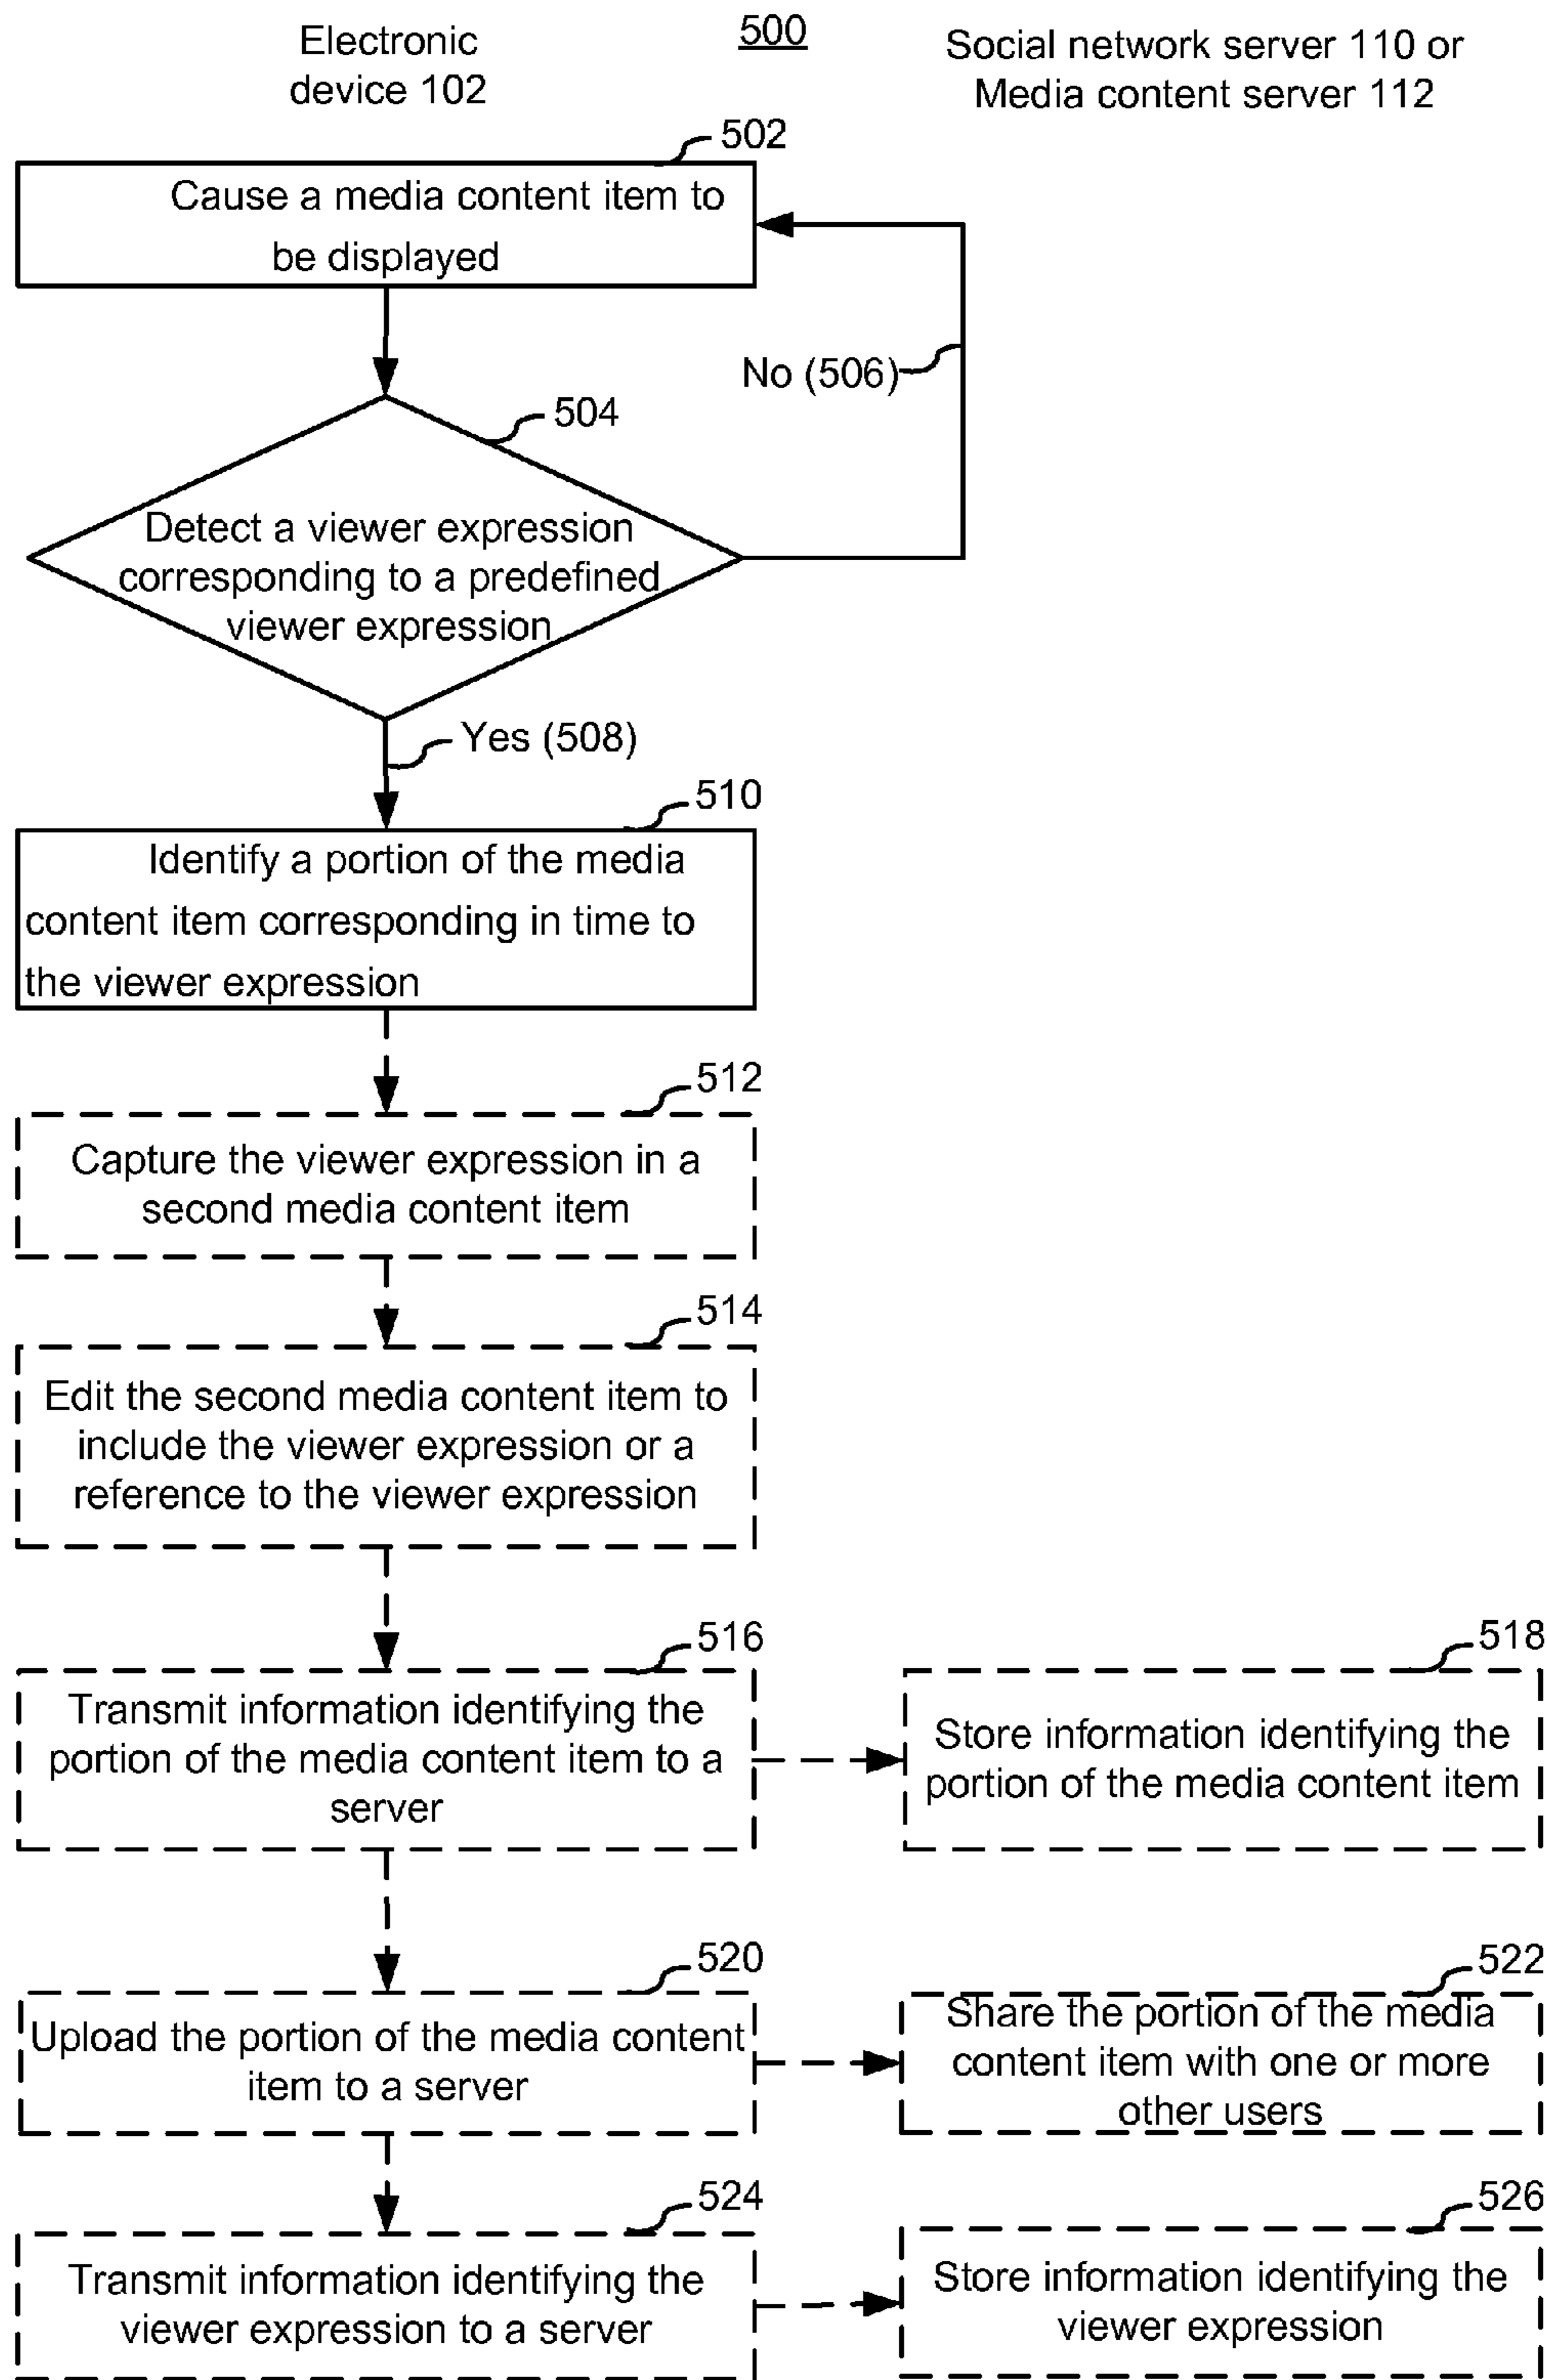 Electronic
device 102
500
Social network server 110 or
Media content server 112
502
Cause a media content item to
be displayed
No (506)
504
Detect a viewer expression
corresponding to a predefined
viewer expression
Yes (508)
510
Identify a portion of the media
content item corresponding in time to
the viewer expression
512
Capture the viewer expression in a
second media content item
514
Edit the second media content item to
include the viewer expression or a
reference to the viewer expression
516
Transmit information identifying the
portion of the media content item to a
server
518
Store information identifying the
portion of the media content item
520
Upload the portion of the media content
item to a server
522
Share the portion of the media
content item with one or more
other users
524
Transmit information identifying the
viewer expression to a server
526
Store information identifying the
viewer expression